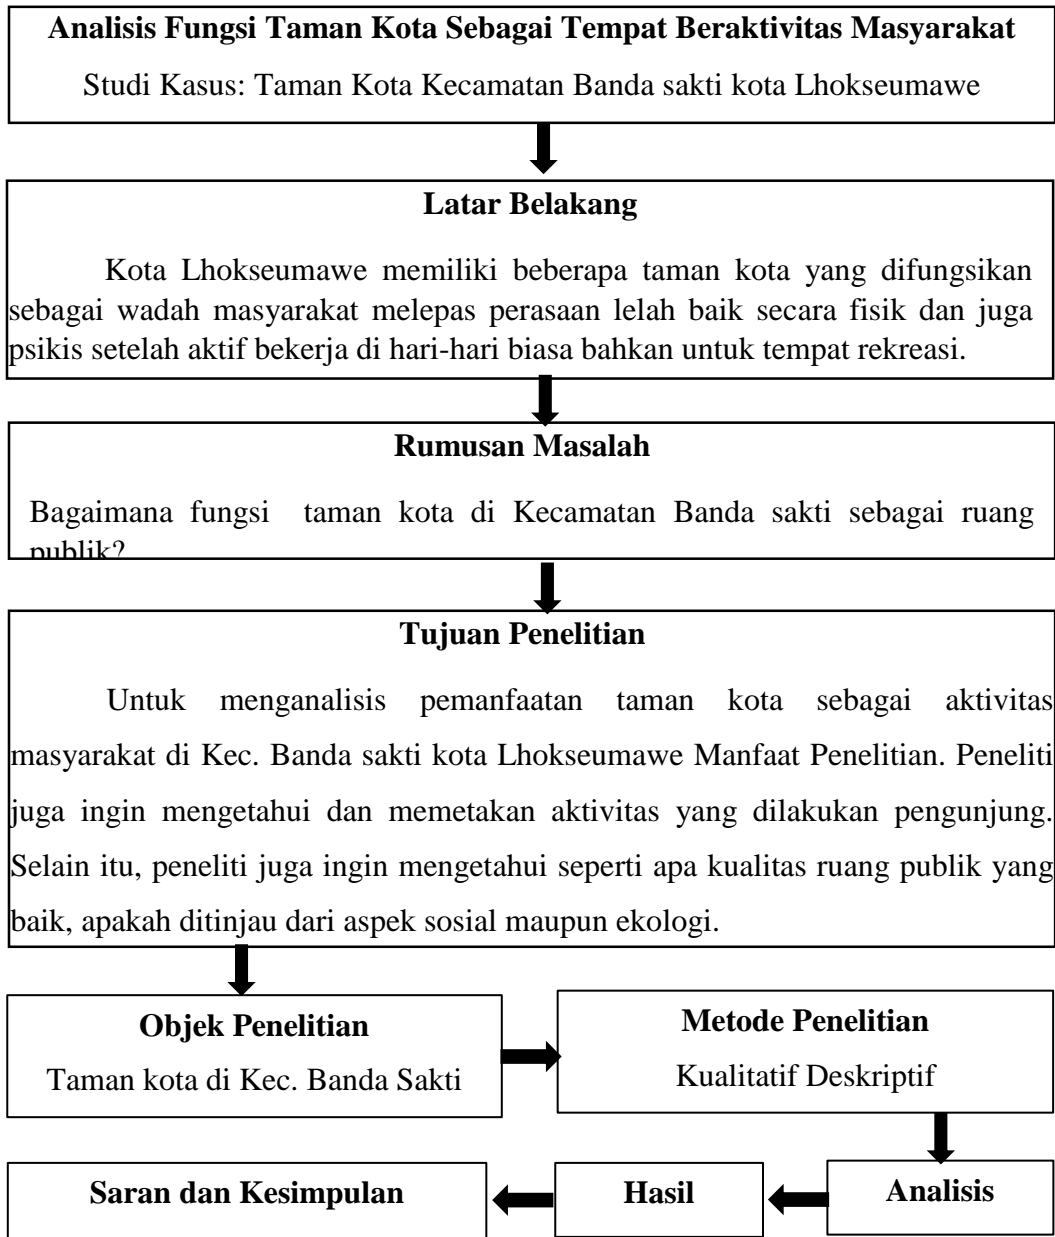 Analisis Fungsi Taman Kota Sebagai Tempat Beraktivitas Masyarakat
Studi Kasus: Taman Kota Kecamatan Banda sakti kota Lhokseumawe
Latar Belakang
Kota Lhokseumawe memiliki beberapa taman kota yang difungsikan
sebagai wadah masyarakat melepas perasaan lelah baik secara fisik dan juga
psikis setelah aktif bekerja di hari-hari biasa bahkan untuk tempat rekreasi.
Rumusan Masalah
Bagaimana fungsi taman kota di Kecamatan Banda sakti sebagai ruang
publik?
Tujuan Penelitian
Untuk menganalisis pemanfaatan taman kota sebagai aktivitas
masyarakat di Kec. Banda sakti kota Lhokseumawe Manfaat Penelitian. Peneliti
juga ingin mengetahui dan memetakan aktivitas yang dilakukan pengunjung.
Selain itu, peneliti juga ingin mengetahui seperti apa kualitas ruang publik yang
baik, apakah ditinjau dari aspek sosial maupun ekologi.
Objek Penelitian
Taman kota di Kec. Banda Sakti
Metode Penelitian
Kualitatif Deskriptif
Analisis
Hasil
Saran dan Kesimpulan